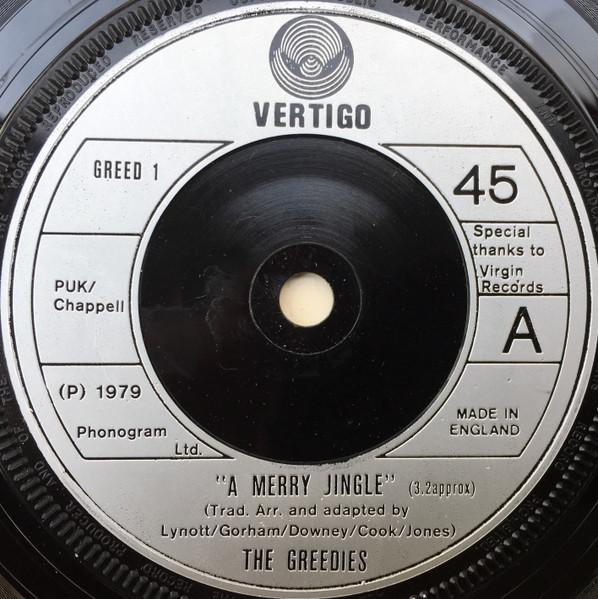 VERTIGO
GREED 1
45
Special
thanks to
Virgin
Records
PUK/
Chappell
A
(P) 1979
Phonogram
Ltd.
MADE IN
ENGLAND
"A MERRY JINGLE" (3.2approx)
(Trad. Arr. and adapted by
Lynott/Gorham/Downey/Cook/Jones)
THE GREEDIES